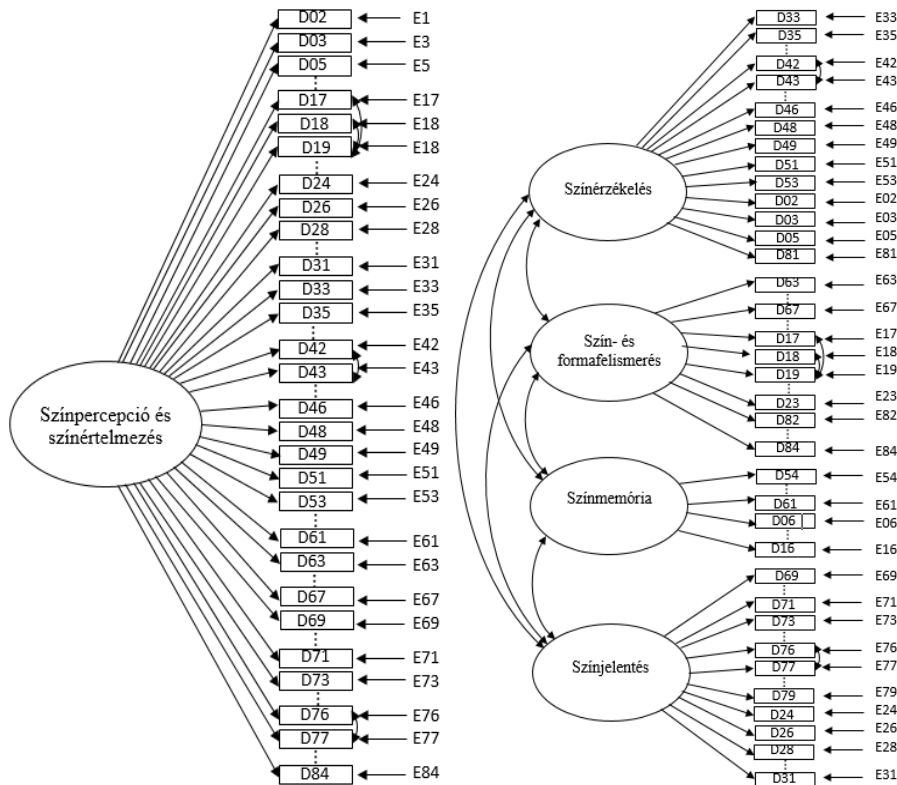 D02 E1
D03 E3
D05 E5
D17 E17
D18 E18
D19 E18
D24 E24
D26 E26
D28 E28
D31 E31
D33 E33
D35 E35
D42 E42
D43 E43
D46 E46
D48 E48
D49 E49
D51 E51
D53 E53
D61 E61
D63 E63
D67 E67
D69 E69
D71 E71
D73 E73
D76 E76
D77 E77
D84 E84
Színpercepció és
színértelmezés
D33 E33
D35 E35
D42 E42
D43 E43
D46 E46
D48 E48
D49 E49
D51 E51
D53 E53
D02 E02
D03 E03
D05 E05
D81 E81
Színérzékelés
D63 E63
D67 E67
D17 E17
D18 E18
D19 E19
D23 E23
D82 E82
D84 E84
Szín- és
formafelismerés
D54 E54
D61 E61
D06 E06
D16 E16
Színmemória
D69 E69
D71 E71
D73 E73
D76 E76
D77 E77
D79 E79
D24 E24
D26 E26
D28 E28
D31 E31
Színjelentés